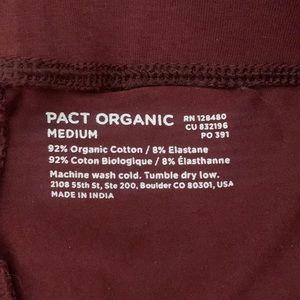 PACT ORGANIC
MEDIUM
RN 128480
CU 832196
PO 391
92% Organic Cotton / 8% Elastane
92% Coton Biologique / 8% Élasthanne
Machine wash cold. Tumble dry low.
2108 55th St, Ste 200, Boulder CO 80301, USA
MADE IN INDIA